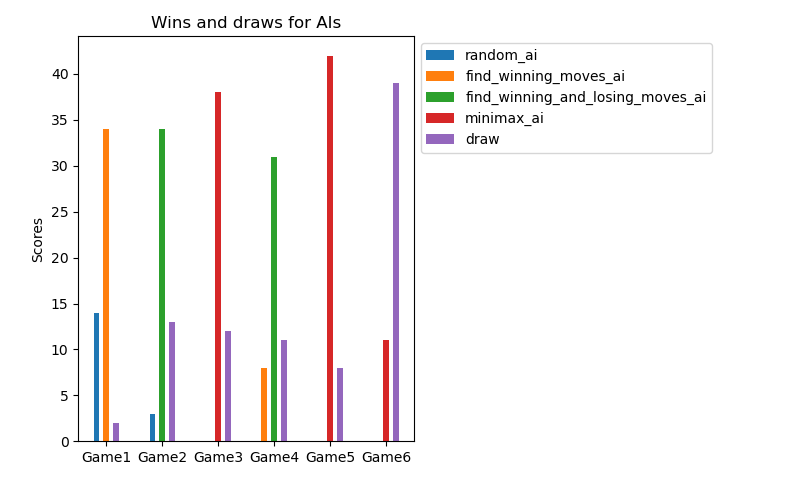 Wins and draws for AIs
random_ai
find_winning_moves_ai
find_winning_and_losing_moves_ai
minimax_ai
draw
Scores
40
35
30
25
20
15
10
5
0
Game1 Game2 Game3 Game4 Game5 Game6